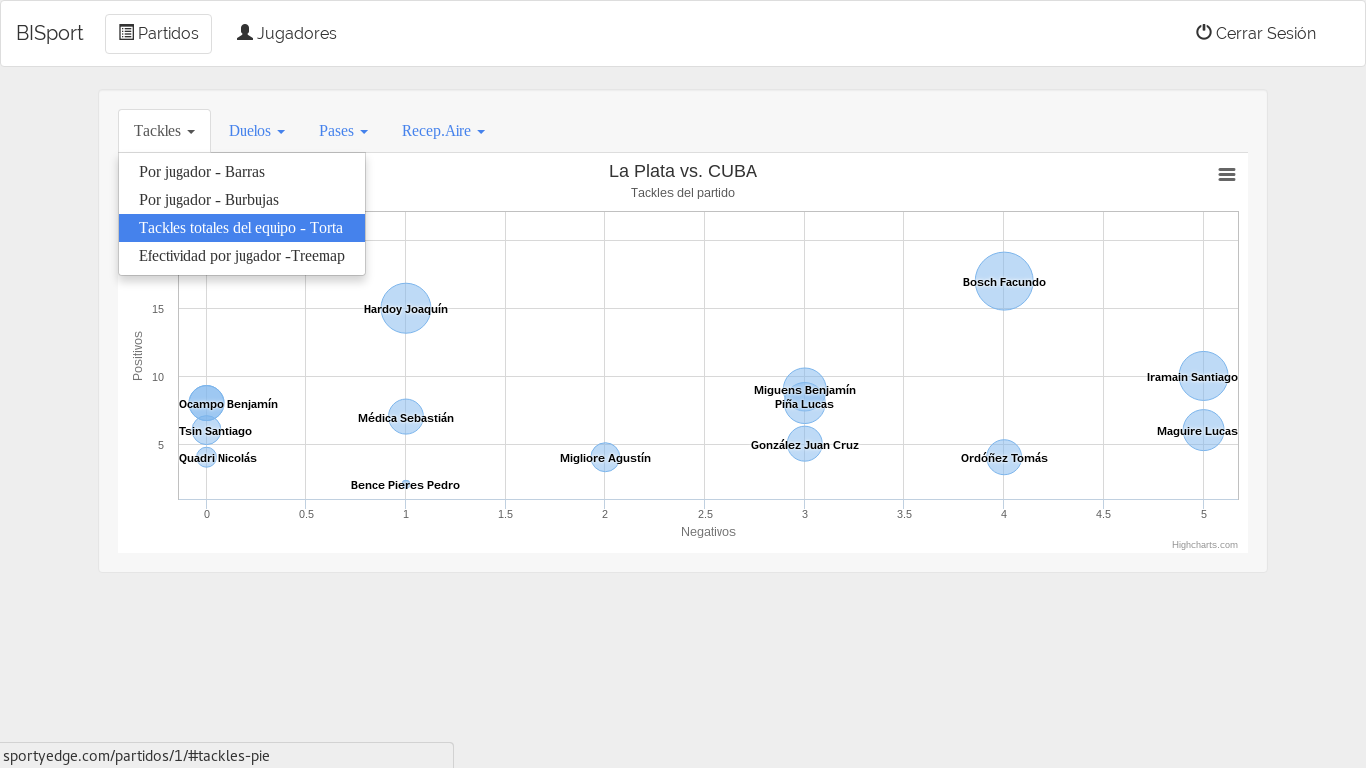 BISport Partidos Jugadores Cerrar Sesión
Tackles Duelos Pases Recep.Aire
Por jugador - Barras
Por jugador - Burbujas
Tackles totales del equipo - Torta
Efectividad por jugador -Treemap
La Plata vs. CUBA
Tackles del partido
Bosch Facundo
Hardoy Joaquín
15
Positivos
10
Iramain Santiago
Miguens Benjamín
Ocampo Benjamín
Piña Lucas
Médica Sebastián
Tsin Santiago
Maguire Lucas
5
González Juan Cruz
Quadri Nicolás
Migliore Agustín
Ordóñez Tomás
Bence Pieres Pedro
0 0.5 1 1.5 2 2.5 3 3.5 4 4.5 5
Negativos
Highcharts.com
sportyedge.com/partidos/1/#tackles-pie